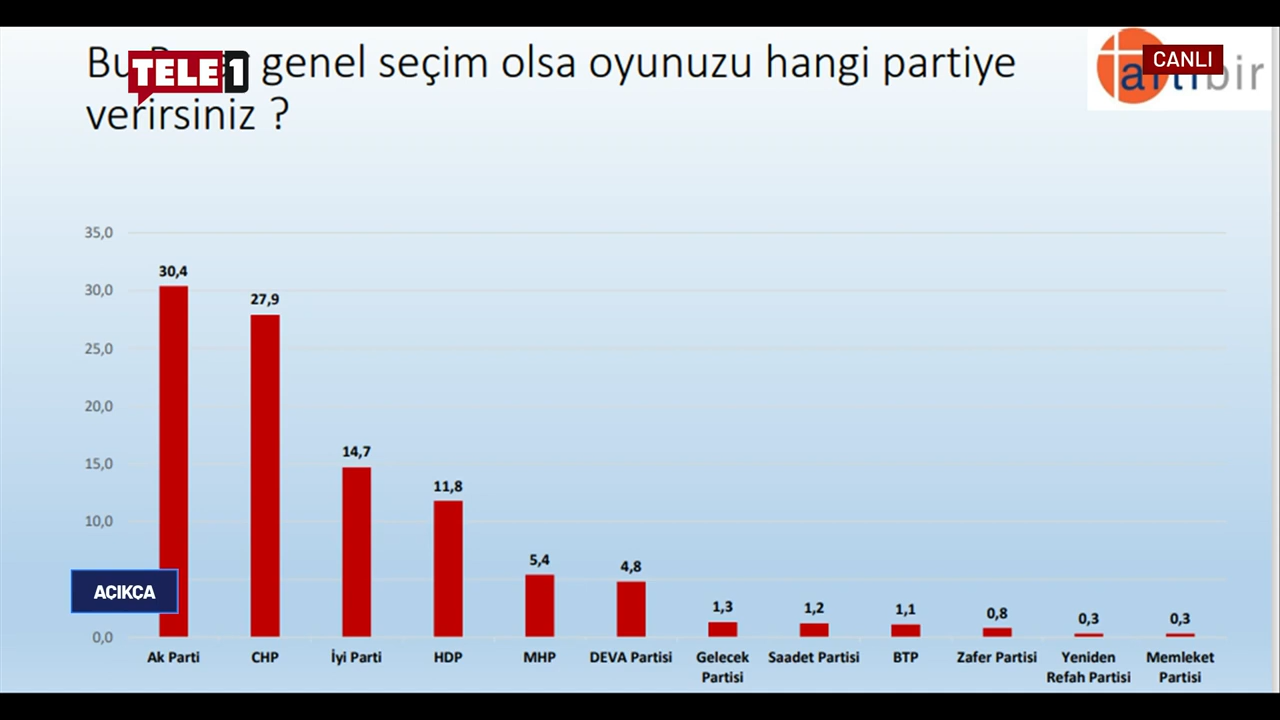 Bu genel seçim olsa oyunuzu hangi partiye
verirsiniz ?
TELE1
CANLI
artıbir
35,0
30,0
25,0
20,0
15,0
10,0
0,0
30,4
27,9
14,7
11,8
5,4
4,8
1,3
1,2
1,1
0,8
0,3
0,3
AÇIKÇA
Ak Parti
CHP
İyi Parti
HDP
MHP
DEVA Partisi
Gelecek
Partisi
Saadet Partisi
BTP
Zafer Partisi
Yeniden
Refah Partisi
Memleket
Partisi